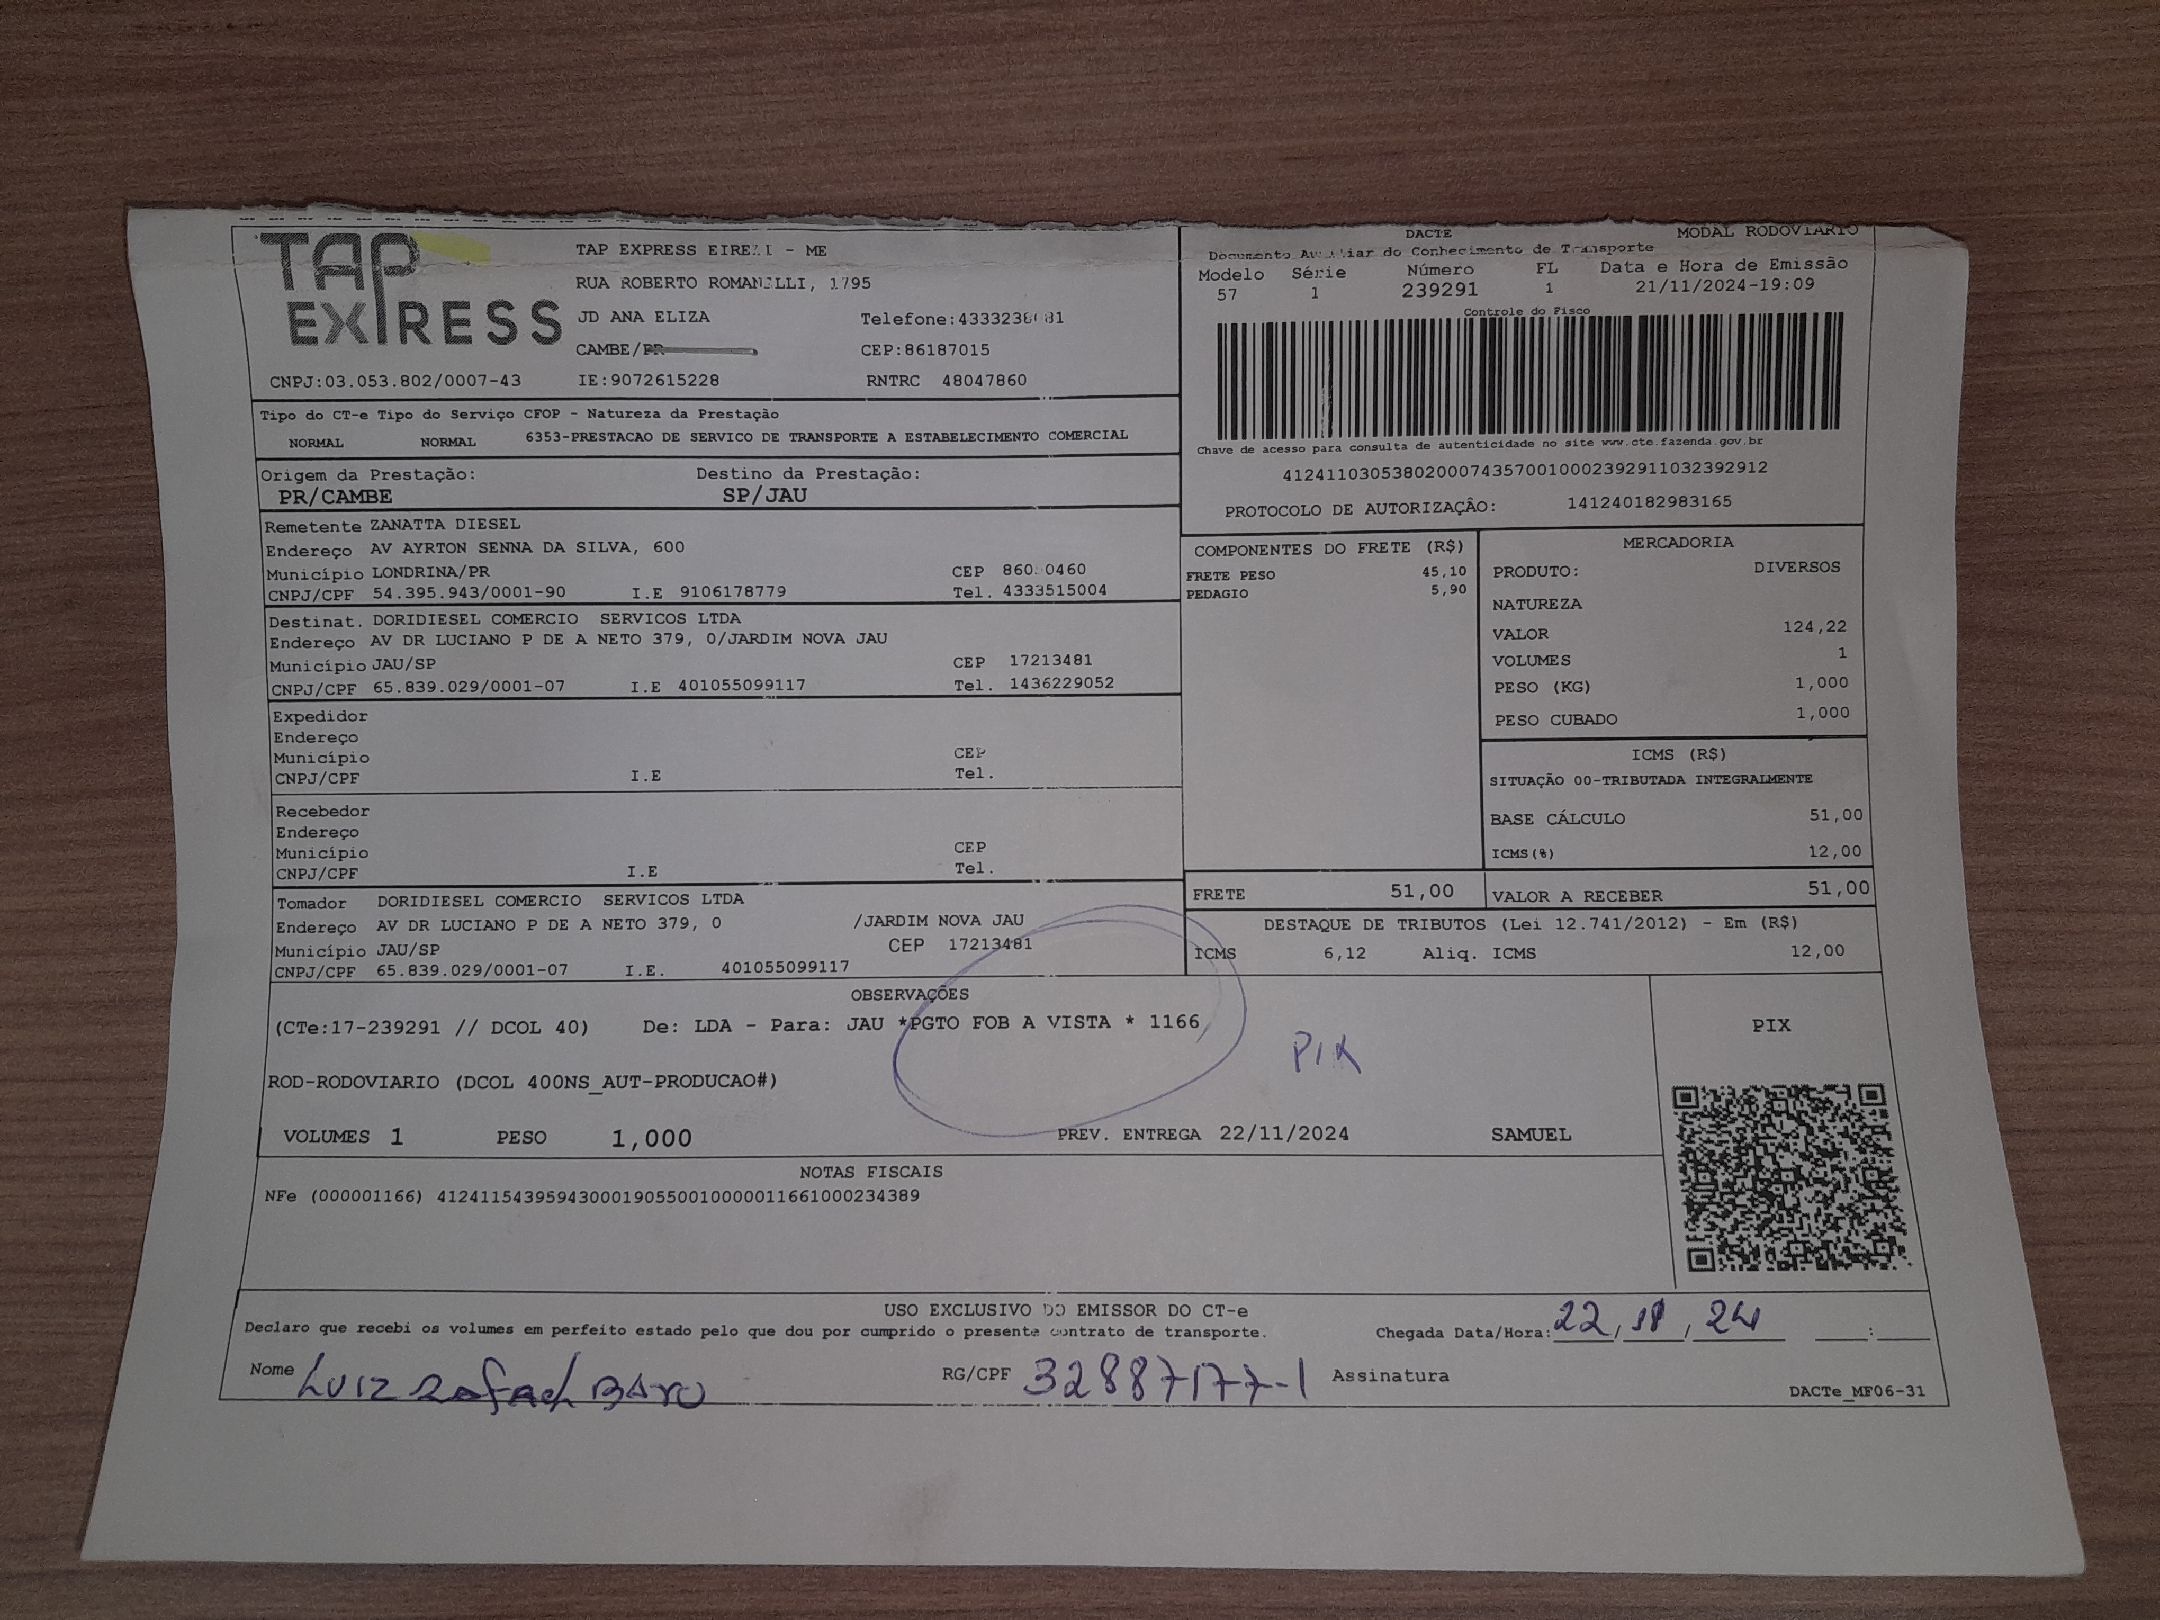 TAP EXPRESS
TAP EXPRESS - ME
RUA ROBERTO 1795
JD ANA ELIZA
Telefone:
CAMBE/PR
CEP:86187015
CNPJ:03.053.802/0007-43 IE:9072615228 RNTRC 48047860
DACTE MODAL RODOVIARIO
Documento Auxiliar do Conhecimento de Transporte
Modelo Série Número FL Data e Hora de Emissão
57 1 239291 1 21/11/2024-19:09
Controle do Fisco
Chave de acesso para consulta de autenticidade no site www.cte.fazenda.gov.br
41241103053802000743570010002392911032392912
PROTOCOLO DE AUTORIZAÇÂO: 141240182983165
Tipo do CT-e Tipo do Serviço CFOP - Natureza da Prestação
NORMAL NORMAL 6353-PRESTACAO DE SERVICO DE TRANSPORTE A ESTABELECIMENTO COMERCIAL
Origem da Prestação: Destino da Prestação:
PR/CAMBE SP/JAU
Remetente ZANATTA DIESEL
Endereço AV AYRTON SENNA DA SILVA, 600
Município LONDRINA/PR CEP
CNPJ/CPF 54.395.943/0001-90 I.E 9106178779 Tel. 4333515004
Destinat. DORIDIESEL COMERCIO SERVICOS LTDA
Endereço AV DR LUCIANO P DE A NETO 379, 0/JARDIM NOVA JAU
Município JAU/SP CEP 17213481
CNPJ/CPF 65.839.029/0001-07 I.E 401055099117 Tel. 1436229052
Expedidor
Endereço
Município CEP
CNPJ/CPF I.E Tel.
Recebedor
Endereço
Município CEP
CNPJ/CPF I.E Tel.
Tomador DORIDIESEL COMERCIO SERVICOS LTDA
Endereço AV DR LUCIANO P DE A NETO 379, 0 /JARDIM NOVA JAU
Município JAU/SP CEP 17213481
CNPJ/CPF 65.839.029/0001-07 I.E. 401055099117
COMPONENTES DO FRETE (R$)
FRETE PESO 45,10
PEDAGIO 5,90
MERCADORIA
PRODUTO: DIVERSOS
NATUREZA
VALOR 124,22
VOLUMES 1
PESO (KG) 1,000
PESO CUBADO 1,000
ICMS (R$)
SITUAÇÃO 00-TRIBUTADA INTEGRALMENTE
BASE CÁLCULO 51,00
ICMS(%) 12,00
FRETE 51,00 VALOR A RECEBER 51,00
DESTAQUE DE TRIBUTOS (Lei 12.741/2012) - Em (R$)
ICMS 6,12 Aliq. ICMS 12,00
OBSERVAÇÕES
(CTe:17-239291 // DCOL 40) De: LDA - Para: JAU *PGTO FOB A VISTA * 1166
PIX
ROD-RODOVIARIO (DCOL 400NS_AUT-PRODUCAO#)
VOLUMES 1 PESO 1,000 PREV. ENTREGA 22/11/2024 SAMUEL
PIX
NOTAS FISCAIS
NFe (000001166) 41241154395943000190550010000011661000234389
USO EXCLUSIVO DO EMISSOR DO CT-e
Declaro que recebi os volumes em perfeito estado pelo que dou por cumprido o presente contrato de transporte. Chegada Data/Hora: 22/11/24 :
Nome LUIZ Rafael RG/CPF 32887177-1 Assinatura
DACTe_MF06-31